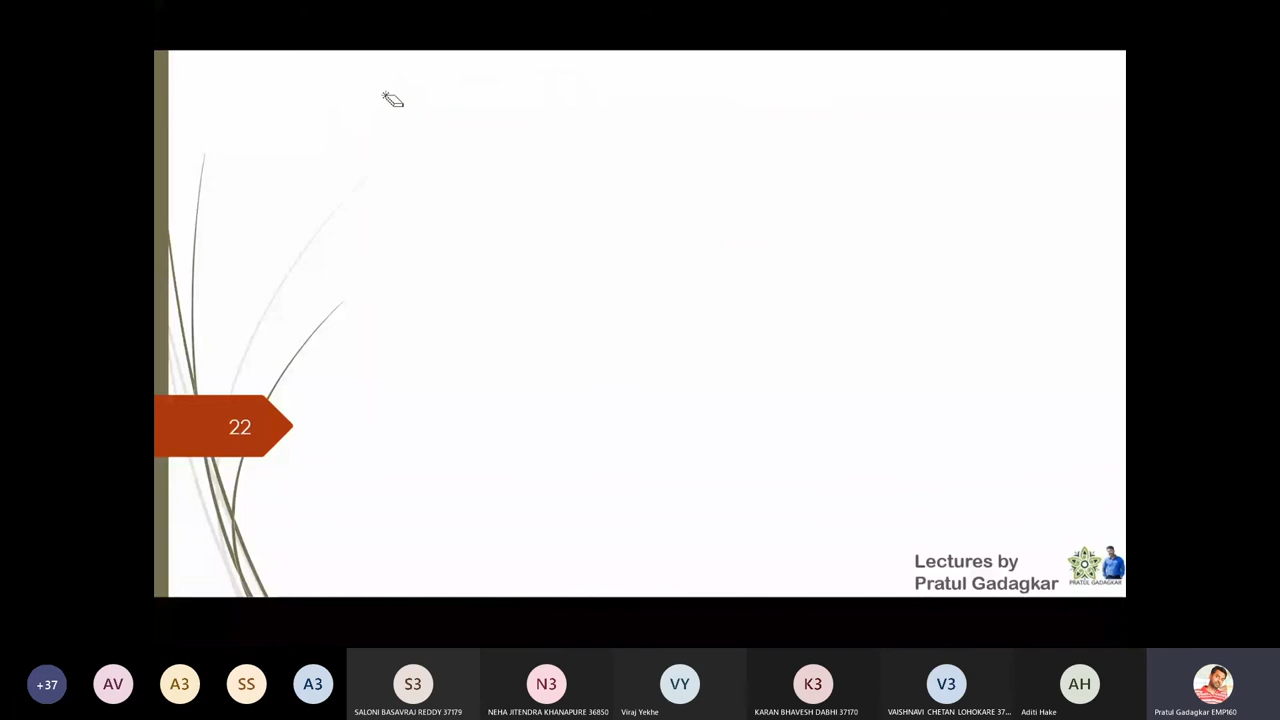 22
Lectures by
Pratul Gadagkar
PRATUL GADAGKAR
+37
AV
A3
SS
A3
S3
SALONI BASAVRAJ REDDY 37179
N3
NEHA JITENDRA KHANAPURE 36850
VY
Viraj Yekhe
K3
KARAN BHAVESH DABHI 37170
V3
VAISHNAVI CHETAN LOHOKARE 37...
AH
Aditi Hake
Pratul Gadagkar EMP160